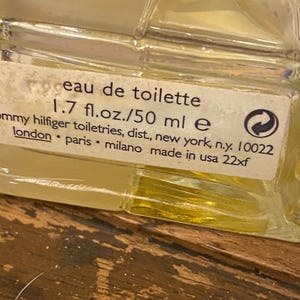 eau de toilette
1.7 fl.oz./50 ml ℮
ommy hilfiger toiletries, dist., new york, n.y. 10022
london • paris • milano made in usa 22xf